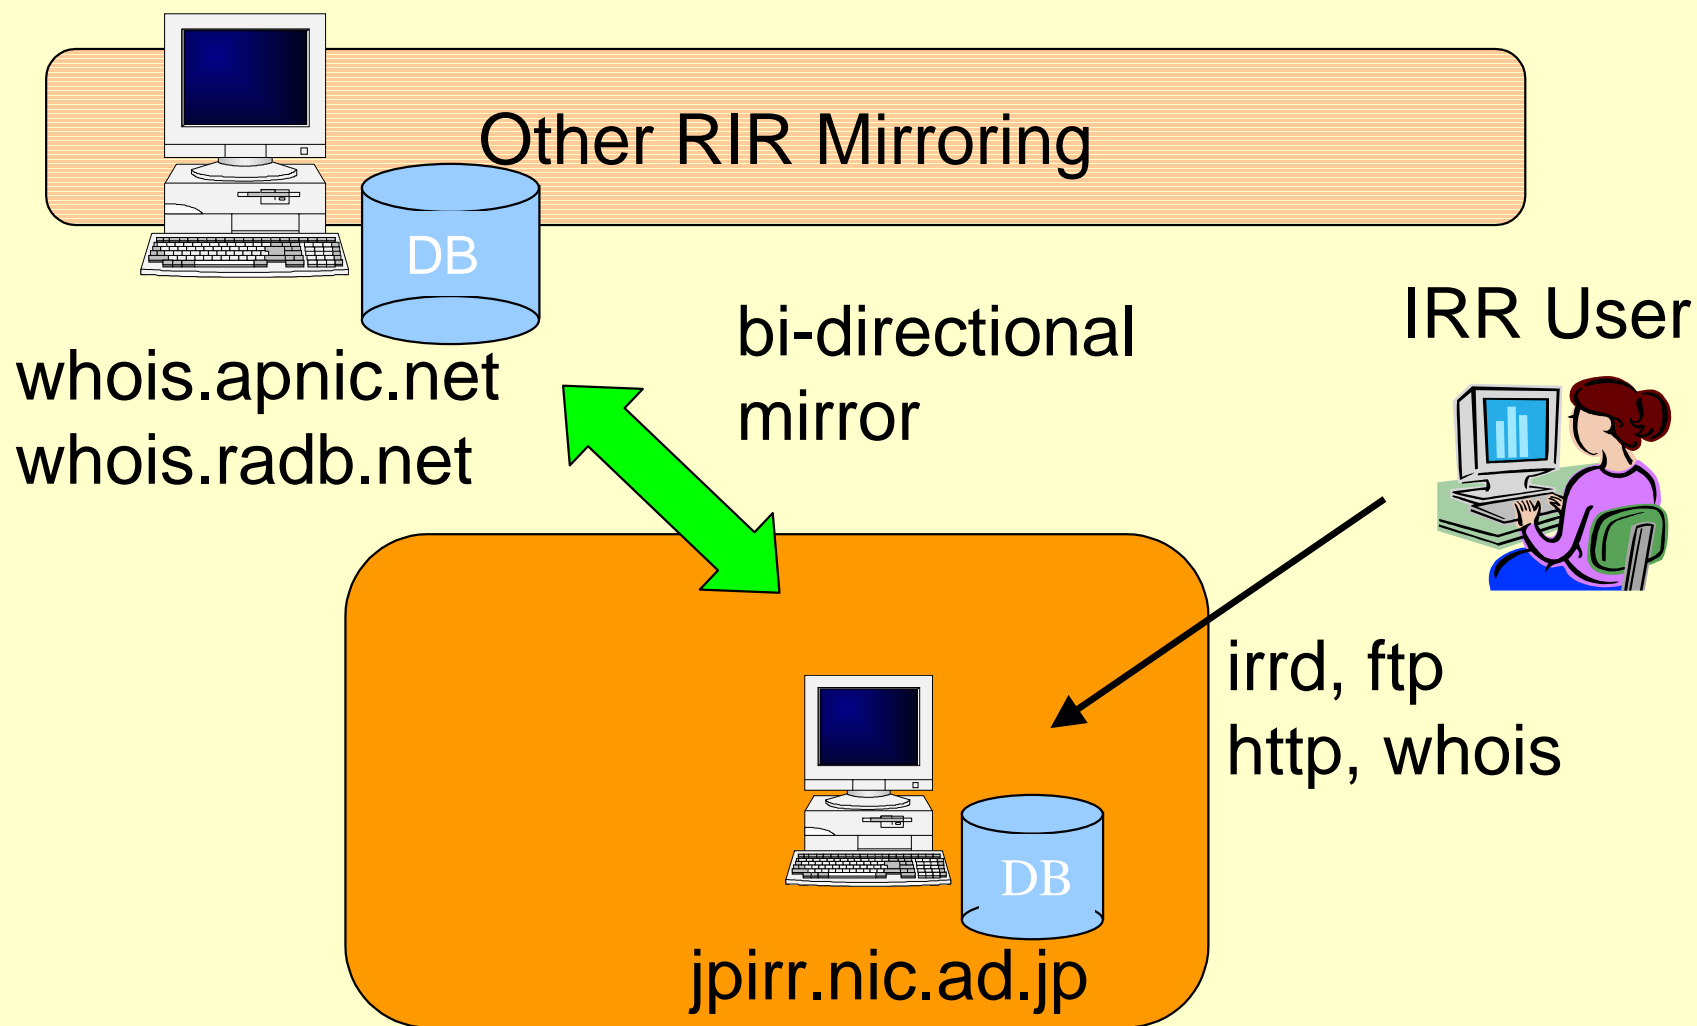 Other RIR Mirroring
DB
whois.apnic.net
whois.radb.net
bi-directional
mirror
IRR User
irrd, ftp
http, whois
DB
jpirr.nic.ad.jp